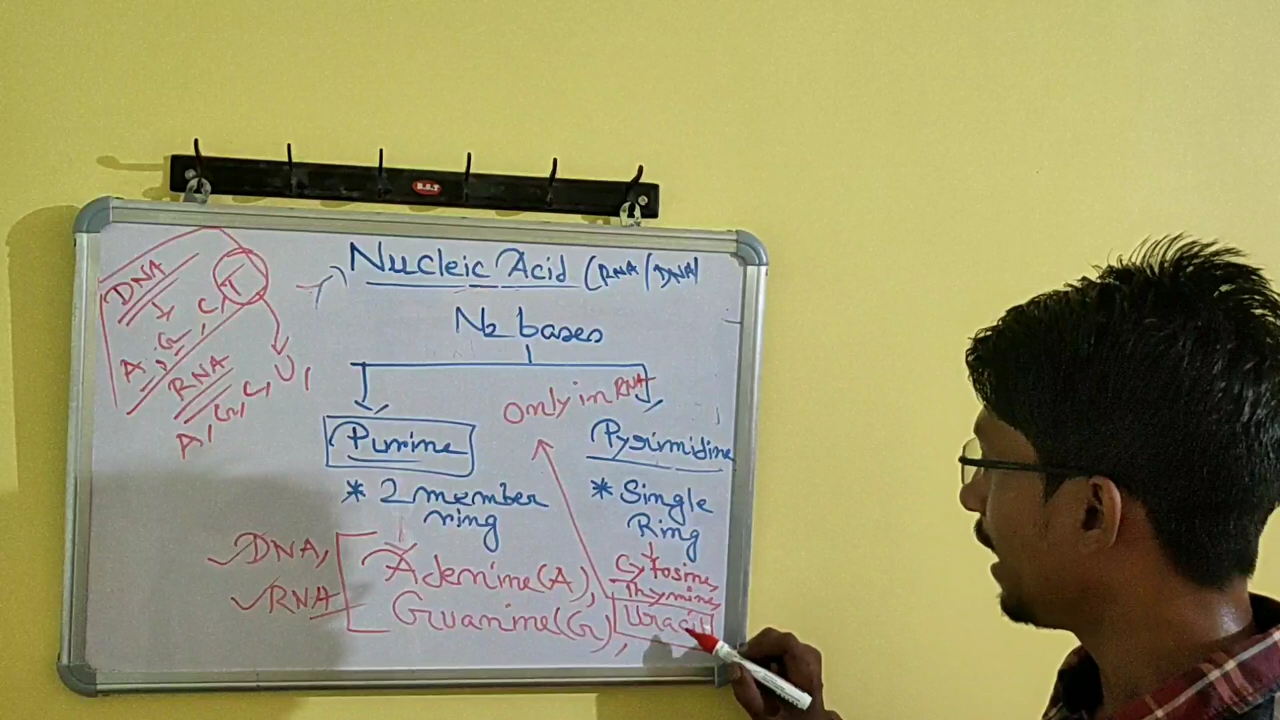 B.S.T
Nucleic Acid (RNA/DNA)
N2 bases
DNA
A, G, C, T
RNA
A, G, C, U,
Only in RNA
Purine
Pyrimidine
* 2 member
ring
* Single
Ring
DNA,
RNA
Adenine(A),
Guanine(G),
Cytosine,
Thymine,
Uracil